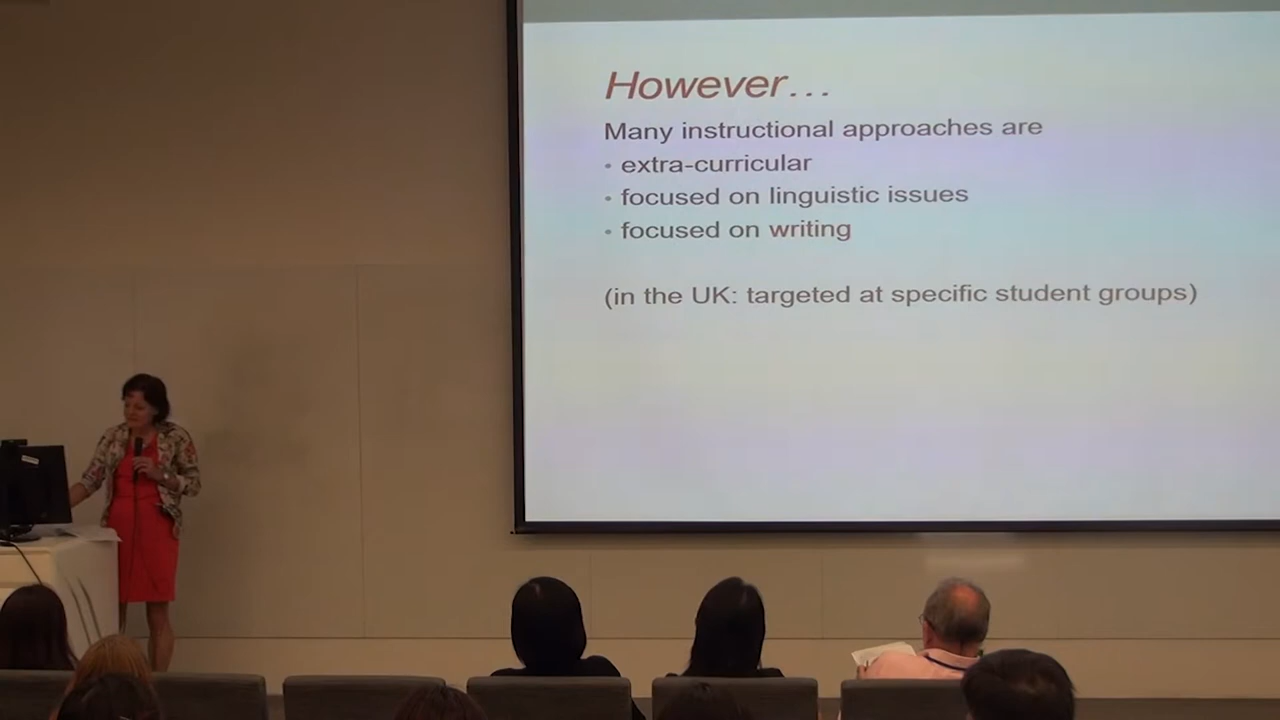 However...
Many instructional approaches are
• extra-curricular
• focused on linguistic issues
• focused on writing
(in the UK: targeted at specific student groups)